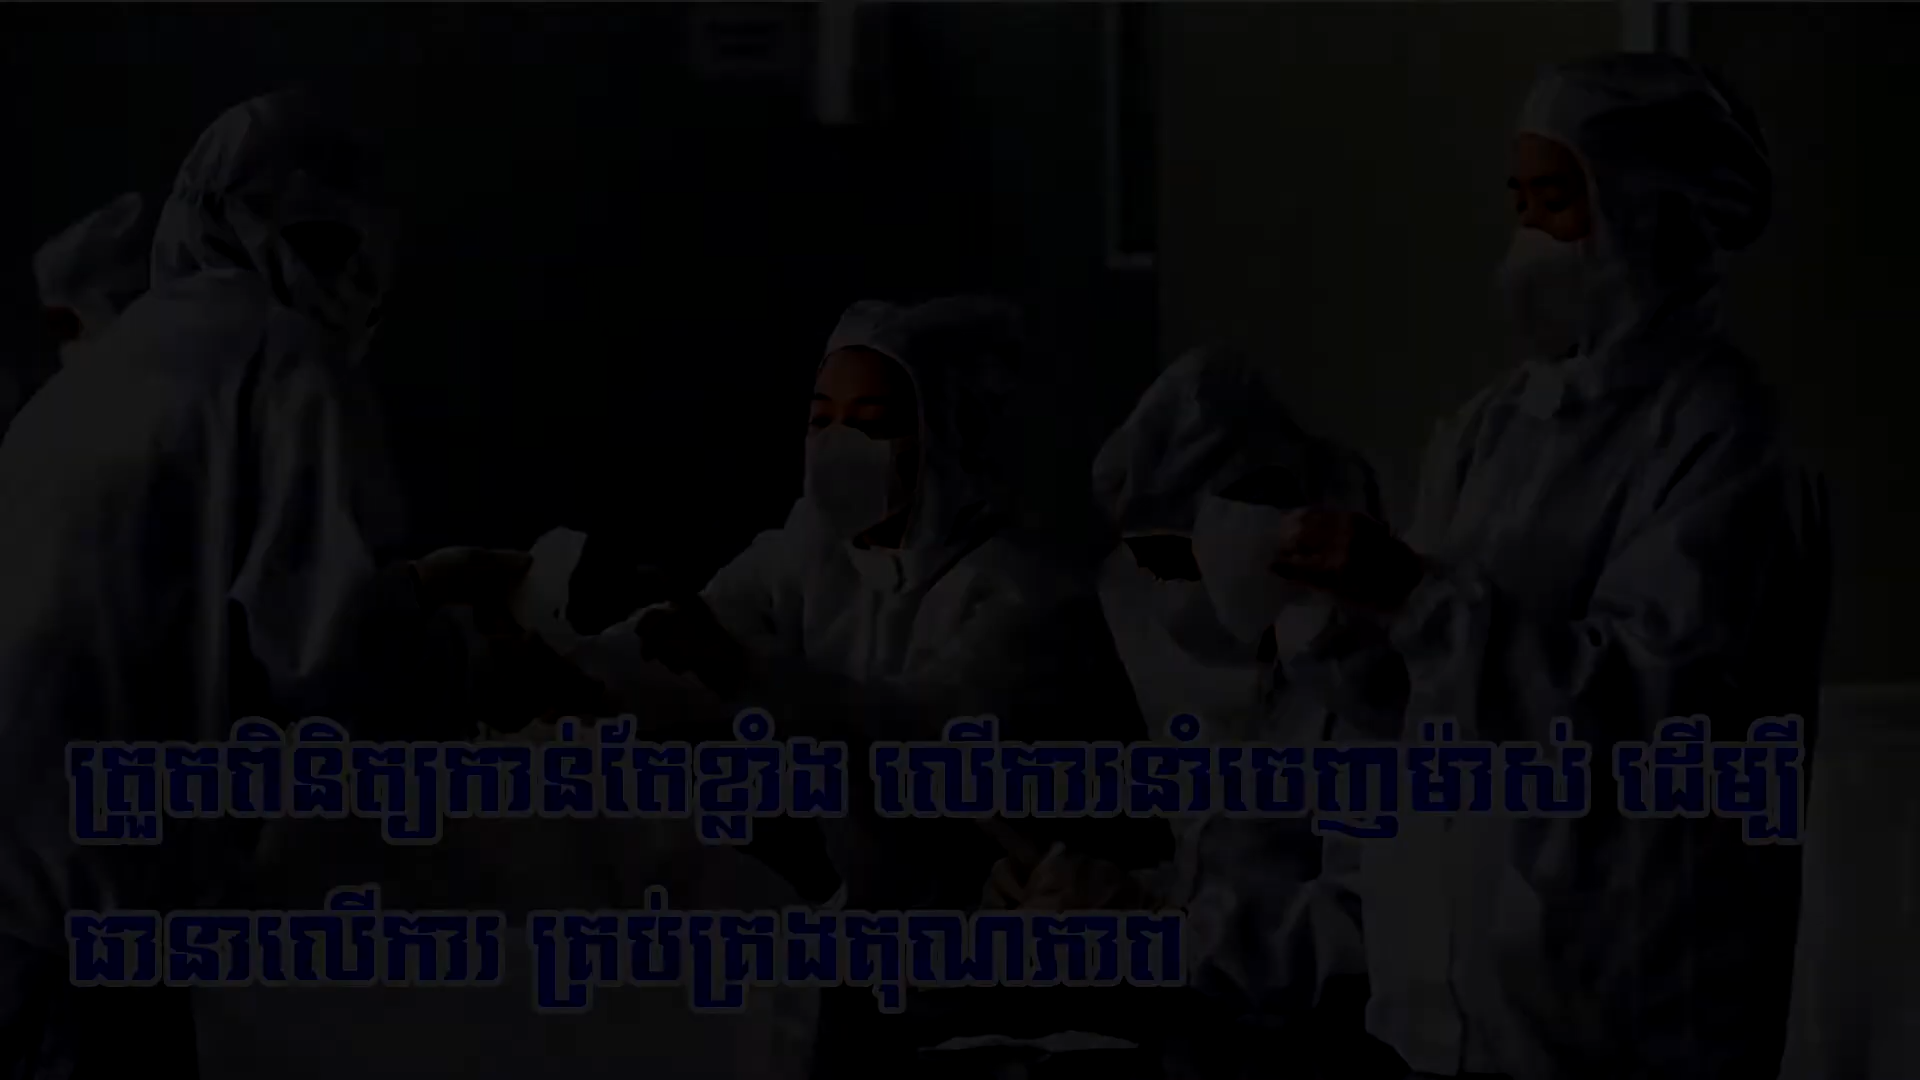 ត្រួតពិនិត្យកាន់តែខ្លាំង លើការនាំចេញម៉ាស់ ដើម្បី
ធានាលើការ គ្រប់គ្រងគុណភាព